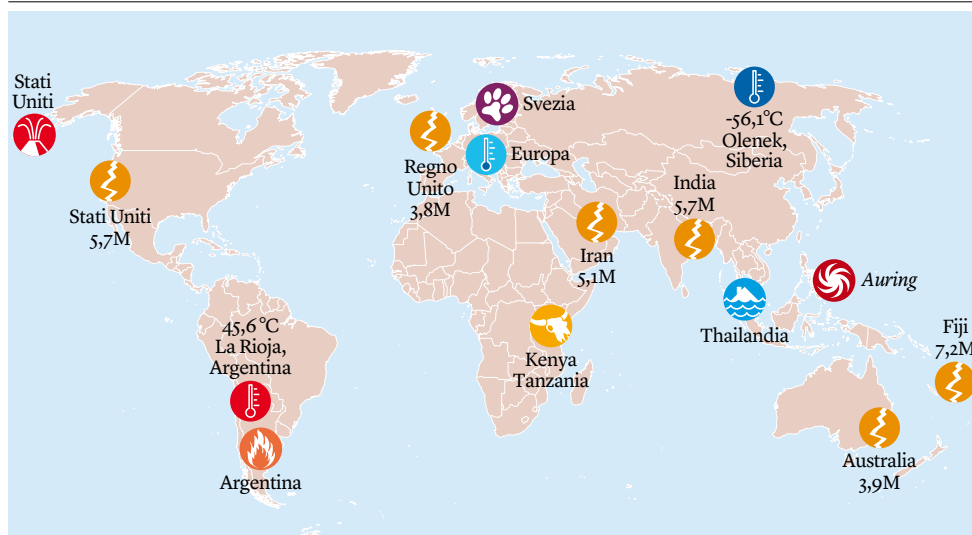 Stati
Uniti
Svezia
-56,1°C
Olenek,
Siberia
Europa
Regno
Unito
3,8M
India
5,7M
Stati Uniti
5,7M
Iran
5,1M
Auring
Thailandia
45,6 °C
La Rioja,
Argentina
Fiji
7,2M
Kenya
Tanzania
Argentina
Australia
3,9M